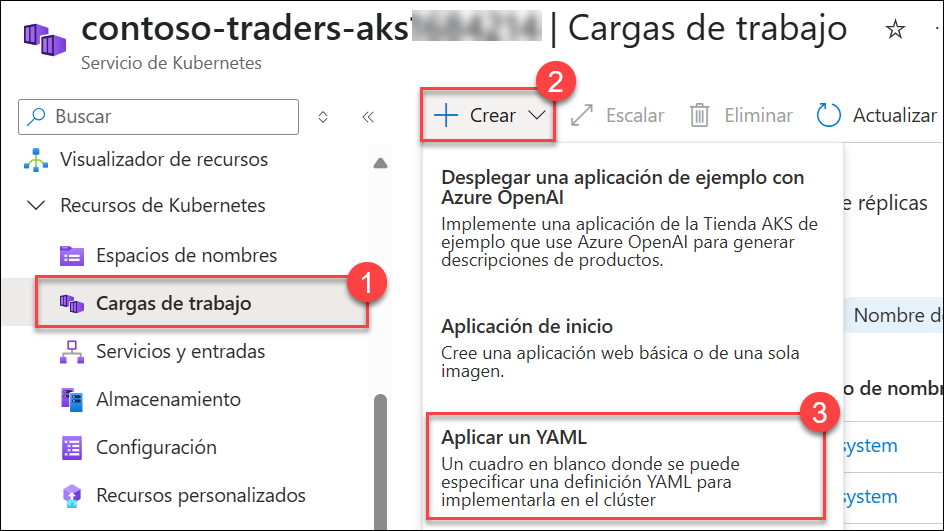 contoso-traders-aks | Cargas de trabajo
Servicio de Kubernetes
Buscar
Visualizador de recursos
Recursos de Kubernetes
Espacios de nombres
1
Cargas de trabajo
Servicios y entradas
Almacenamiento
Configuración
Recursos personalizados
2
Crear
Escalar
Eliminar
Actualizar
Desplegar una aplicación de ejemplo con
Azure OpenAI
Implemente una aplicación de la Tienda AKS de
ejemplo que use Azure OpenAI para generar
descripciones de productos.
Aplicación de inicio
Cree una aplicación web básica o de una sola
imagen.
3
Aplicar un YAML
Un cuadro en blanco donde se puede
especificar una definición YAML para
implementarla en el clúster
e réplicas
Nombre de
o de nombr
system
system